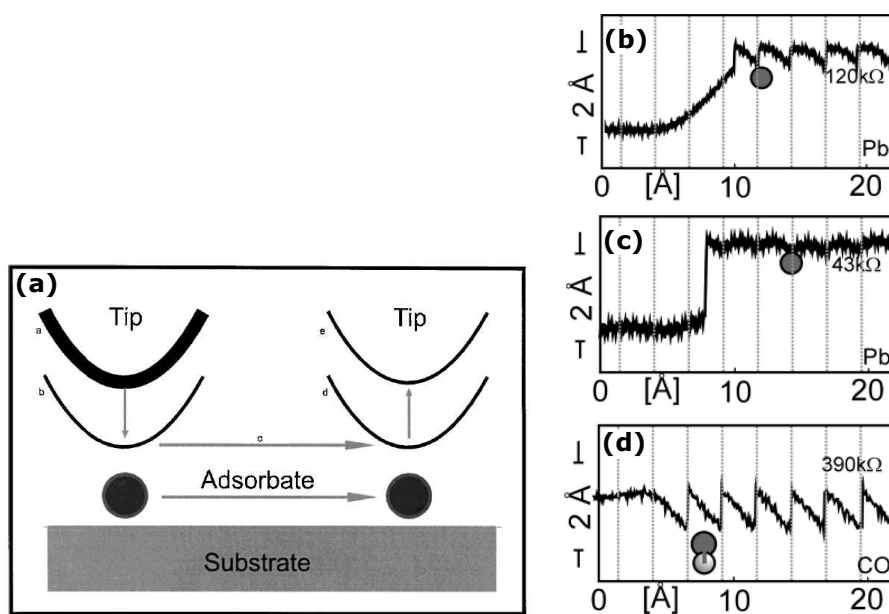 (a)
Tip
Tip
a
b
c
d
e
Adsorbate
Substrate
(b)
2 Å
120kΩ
Pb
0 [Å] 10 20
(c)
2 Å
43kΩ
Pb
0 [Å] 10 20
(d)
2 Å
390kΩ
CO
0 [Å] 10 20